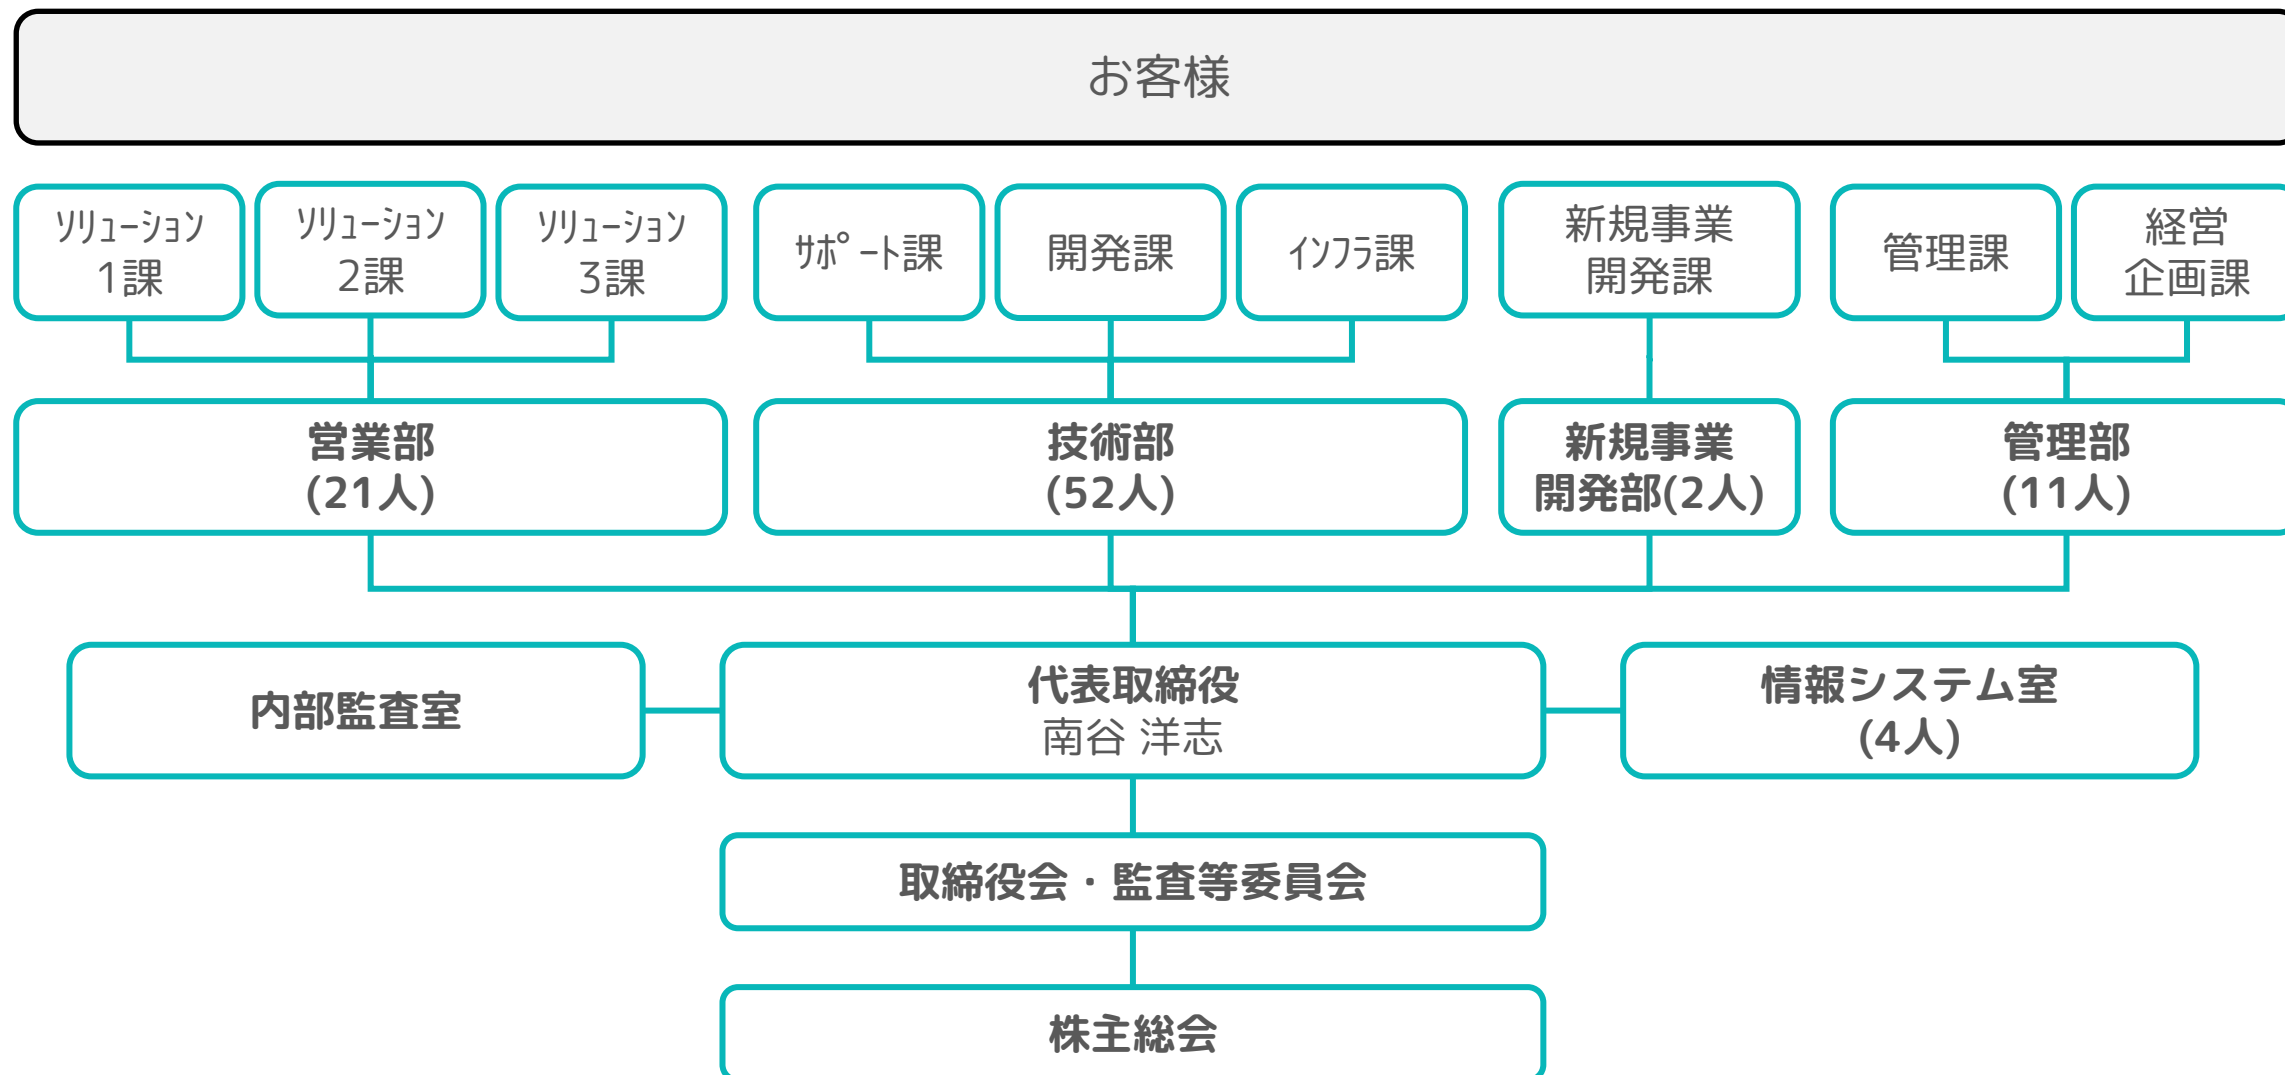 お客様
ｿﾘｭｰｼｮﾝ
1課
ｿﾘｭｰｼｮﾝ
2課
ｿﾘｭｰｼｮﾝ
3課
ｻﾎﾟｰﾄ課
開発課
ｲﾝﾌﾗ課
新規事業
開発課
管理課
経営
企画課
営業部
(21人)
技術部
(52人)
新規事業
開発部(2人)
管理部
(11人)
内部監査室
代表取締役
南谷 洋志
情報システム室
(4人)
取締役会・監査等委員会
株主総会